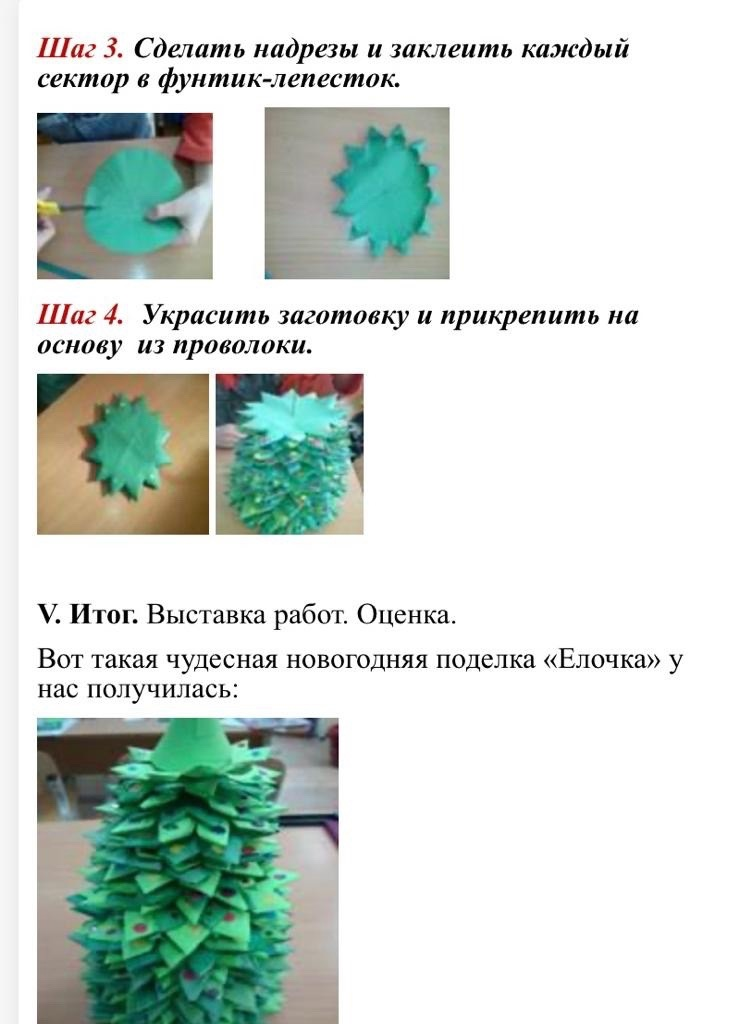 Шаг 3. Сделать надрезы и заклеить каждый
сектор в фунтик-лепесток.
Шаг 4. Украсить заготовку и прикрепить на
основу из проволоки.
V. Итог. Выставка работ. Оценка.
Вот такая чудесная новогодняя поделка «Елочка» у
нас получилась: